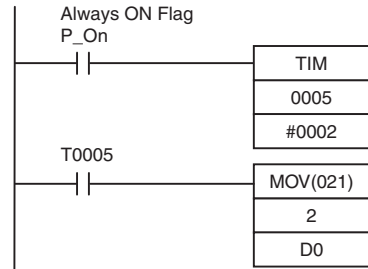 Always ON Flag
P_On
TIM
0005
#0002
T0005
MOV(021)
2
D0